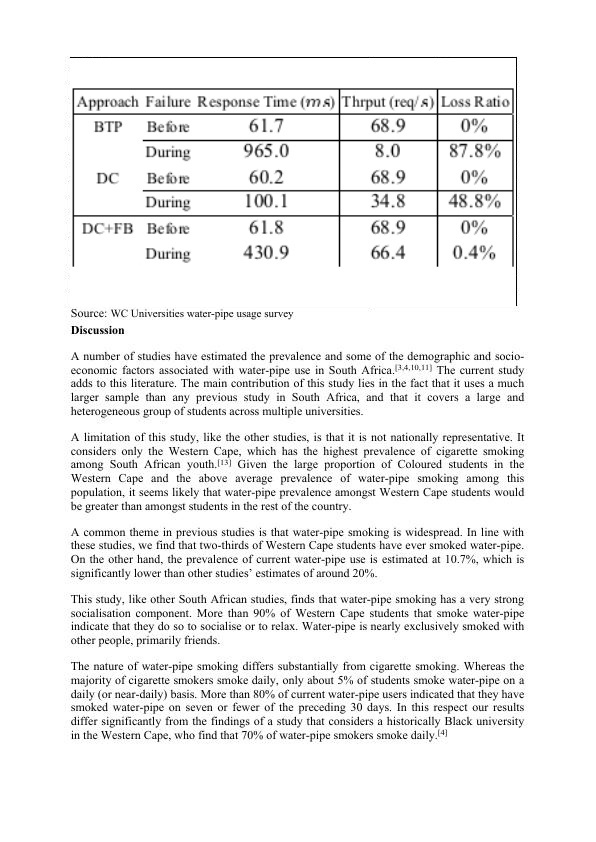 Approach Failure Response Time (ms) Thrput (req/s) Loss Ratio
BTP Before 61.7 68.9 0%
During 965.0 8.0 87.8%
DC Before 60.2 68.9 0%
During 100.1 34.8 48.8%
DC+FB Before 61.8 68.9 0%
During 430.9 66.4 0.4%
Source: WC Universities water-pipe usage survey
Discussion
A number of studies have estimated the prevalence and some of the demographic and socio-
economic factors associated with water-pipe use in South Africa.[3,4,10,11] The current study
adds to this literature. The main contribution of this study lies in the fact that it uses a much
larger sample than any previous study in South Africa, and that it covers a large and
heterogeneous group of students across multiple universities.
A limitation of this study, like the other studies, is that it is not nationally representative. It
considers only the Western Cape, which has the highest prevalence of cigarette smoking
among South African youth.[13] Given the large proportion of Coloured students in the
Western Cape and the above average prevalence of water-pipe smoking among this
population, it seems likely that water-pipe prevalence amongst Western Cape students would
be greater than amongst students in the rest of the country.
A common theme in previous studies is that water-pipe smoking is widespread. In line with
these studies, we find that two-thirds of Western Cape students have ever smoked water-pipe.
On the other hand, the prevalence of current water-pipe use is estimated at 10.7%, which is
significantly lower than other studies’ estimates of around 20%.
This study, like other South African studies, finds that water-pipe smoking has a very strong
socialisation component. More than 90% of Western Cape students that smoke water-pipe
indicate that they do so to socialise or to relax. Water-pipe is nearly exclusively smoked with
other people, primarily friends.
The nature of water-pipe smoking differs substantially from cigarette smoking. Whereas the
majority of cigarette smokers smoke daily, only about 5% of students smoke water-pipe on a
daily (or near-daily) basis. More than 80% of current water-pipe users indicated that they have
smoked water-pipe on seven or fewer of the preceding 30 days. In this respect our results
differ significantly from the findings of a study that considers a historically Black university
in the Western Cape, who find that 70% of water-pipe smokers smoke daily.[4]